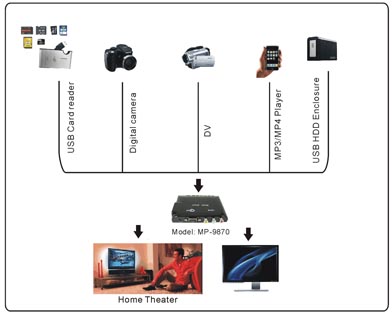 USB Card reader
Digital camera
DV
MP3/MP4 Player
USB HDD Enclosure
Model: MP-9870
Home Theater